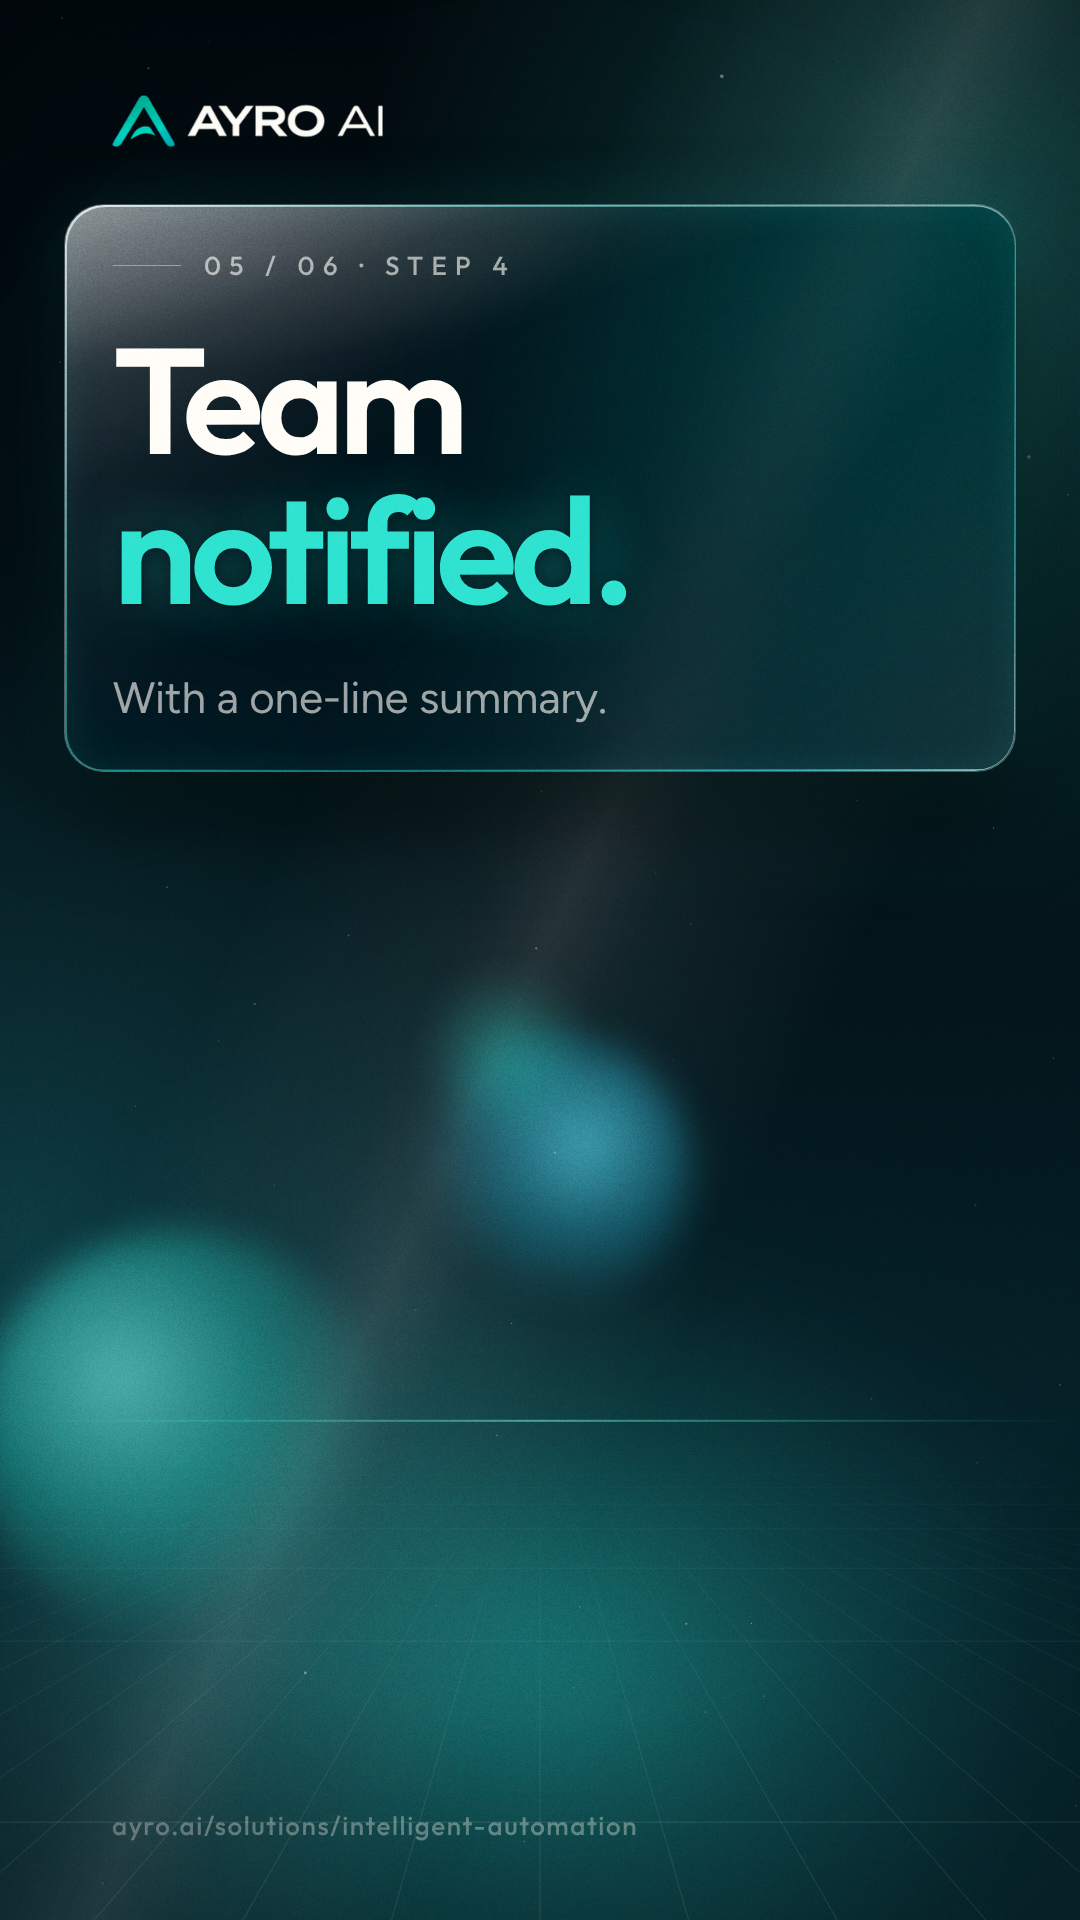 AYRO AI
05 / 06 · STEP 4
Team
notified.
With a one-line summary.
ayro.ai/solutions/intelligent-automation